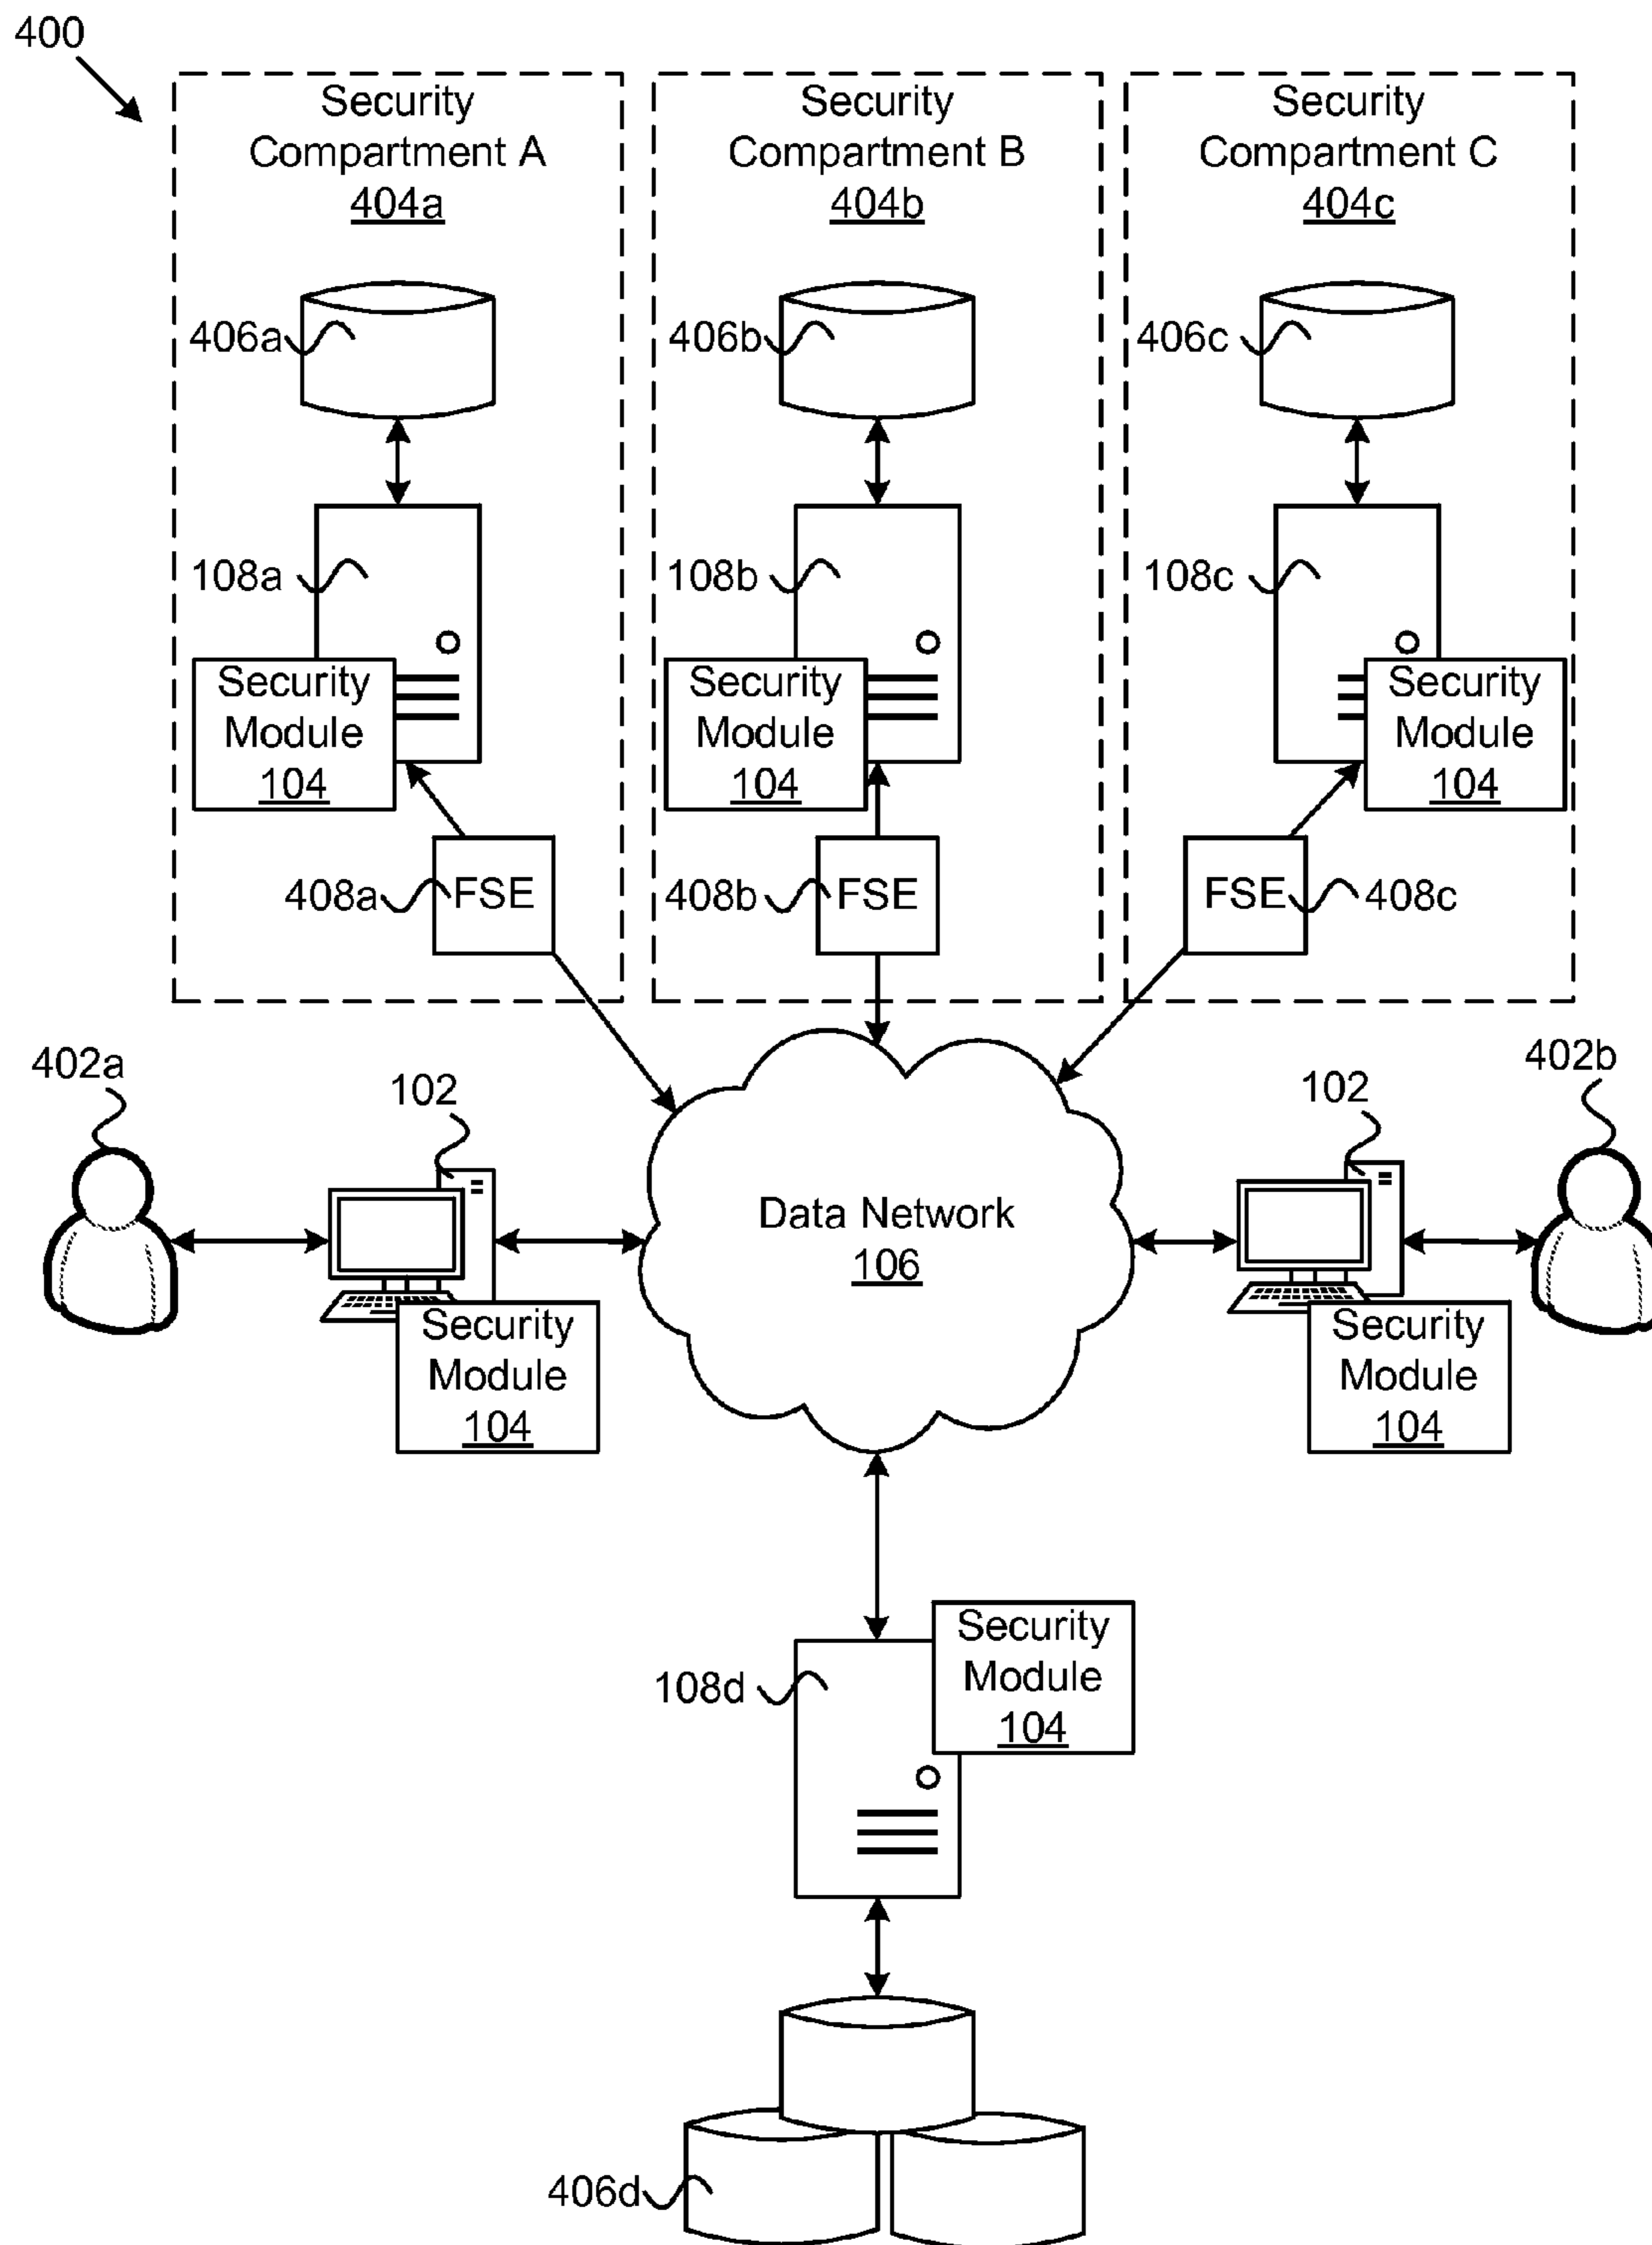 400
Security
Compartment A
404a
Security
Compartment B
404b
Security
Compartment C
404c
406a
406b
406c
108a
108b
108c
Security
Module
104
Security
Module
104
Security
Module
104
408a
FSE
408b
FSE
FSE
408c
402a
102
102
402b
Data Network
106
Security
Module
104
Security
Module
104
108d
Security
Module
104
406d